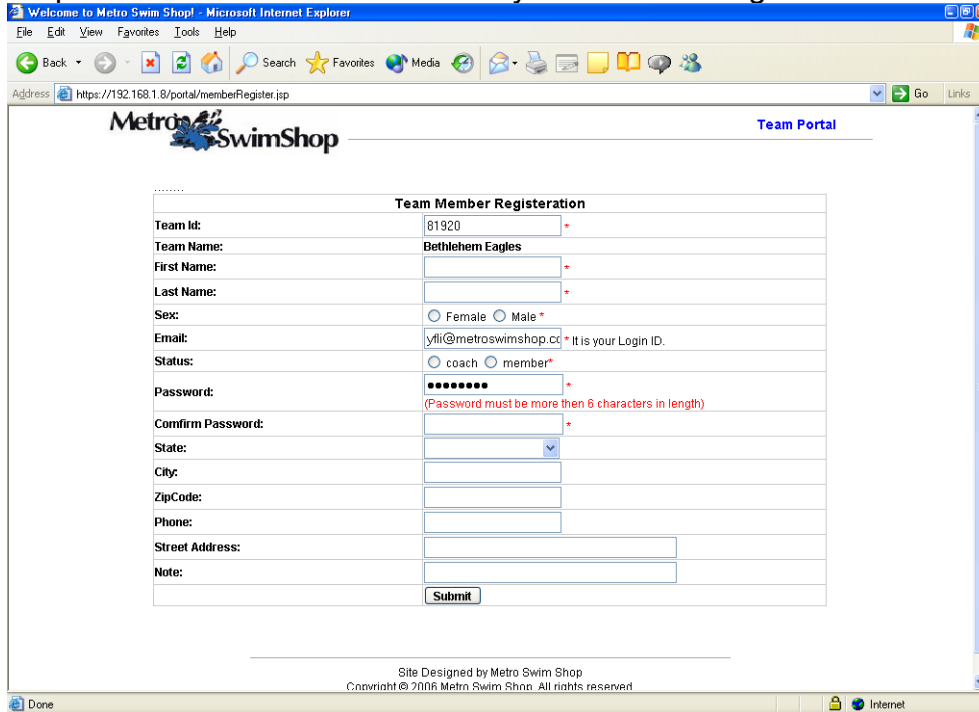 Welcome to Metro Swim Shop! - Microsoft Internet Explorer
File Edit View Favorites Tools Help
Back Search Favorites Media
Address https://192.168.1.8/portal/memberRegister.jsp Go Links
Metro SwimShop Team Portal
........
Team Member Registeration
Team Id: 81920 *
Team Name: Bethlehem Eagles
First Name: *
Last Name: *
Sex: Female Male *
Email: yfli@metroswimshop.cc * It is your Login ID.
Status: coach member*
Password: ●●●●●●●● *
(Password must be more then 6 characters in length)
Comfirm Password: *
State:
City:
ZipCode:
Phone:
Street Address:
Note:
Submit
Site Designed by Metro Swim Shop
Copyright © 2006 Metro Swim Shop. All rights reserved
Done Internet